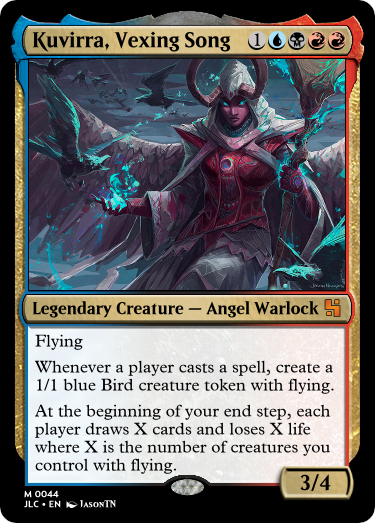 Kuvirra, Vexing Song 1
Legendary Creature — Angel Warlock
Flying
Whenever a player casts a spell, create a
1/1 blue Bird creature token with flying.
At the beginning of your end step, each
player draws X cards and loses X life
where X is the number of creatures you
control with flying.
3/4
M 0044
JLC • EN JASONTN